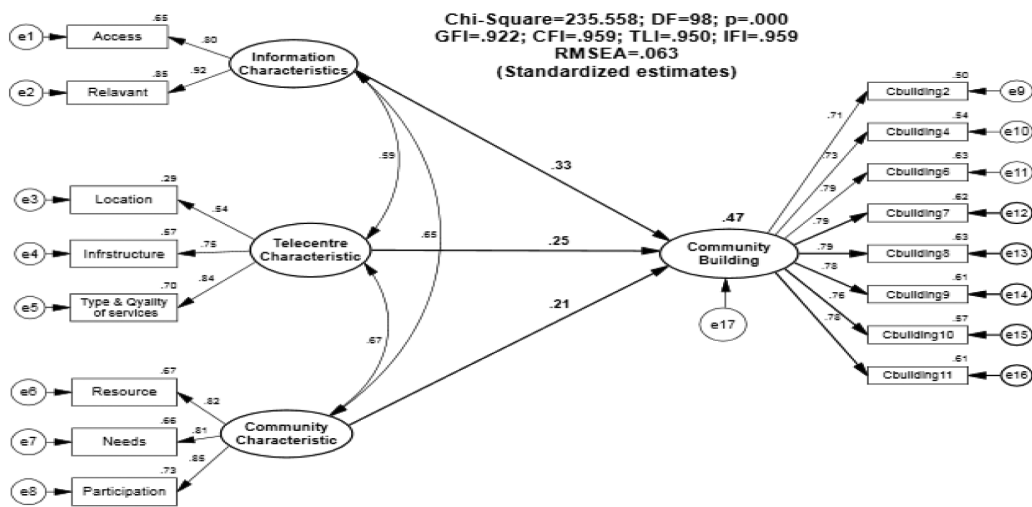 Chi-Square=235.558; DF=98; p=.000
GFI=.922; CFI=.959; TLI=.950; IFI=.959
RMSEA=.063
(Standardized estimates)
e1
.65
Access
.80
Information
Characteristics
e2
.85
Relavant
.92
.59
.65
.33
e3
.29
Location
.54
e4
.57
Infrstructure
.75
Telecentre
Characteristic
.25
e5
.70
Type & Qyality
of services
.84
.67
.21
e6
.67
Resource
.82
e7
.66
Needs
.81
Community
Characteristic
e8
.73
Participation
.85
.47
Community
Building
e17
.71
.50
Cbuilding2
e9
.73
.54
Cbuilding4
e10
.79
.63
Cbuilding6
e11
.79
.62
Cbuilding7
e12
.79
.63
Cbuilding8
e13
.78
.61
Cbuilding9
e14
.76
.57
Cbuilding10
e15
.78
.61
Cbuilding11
e16